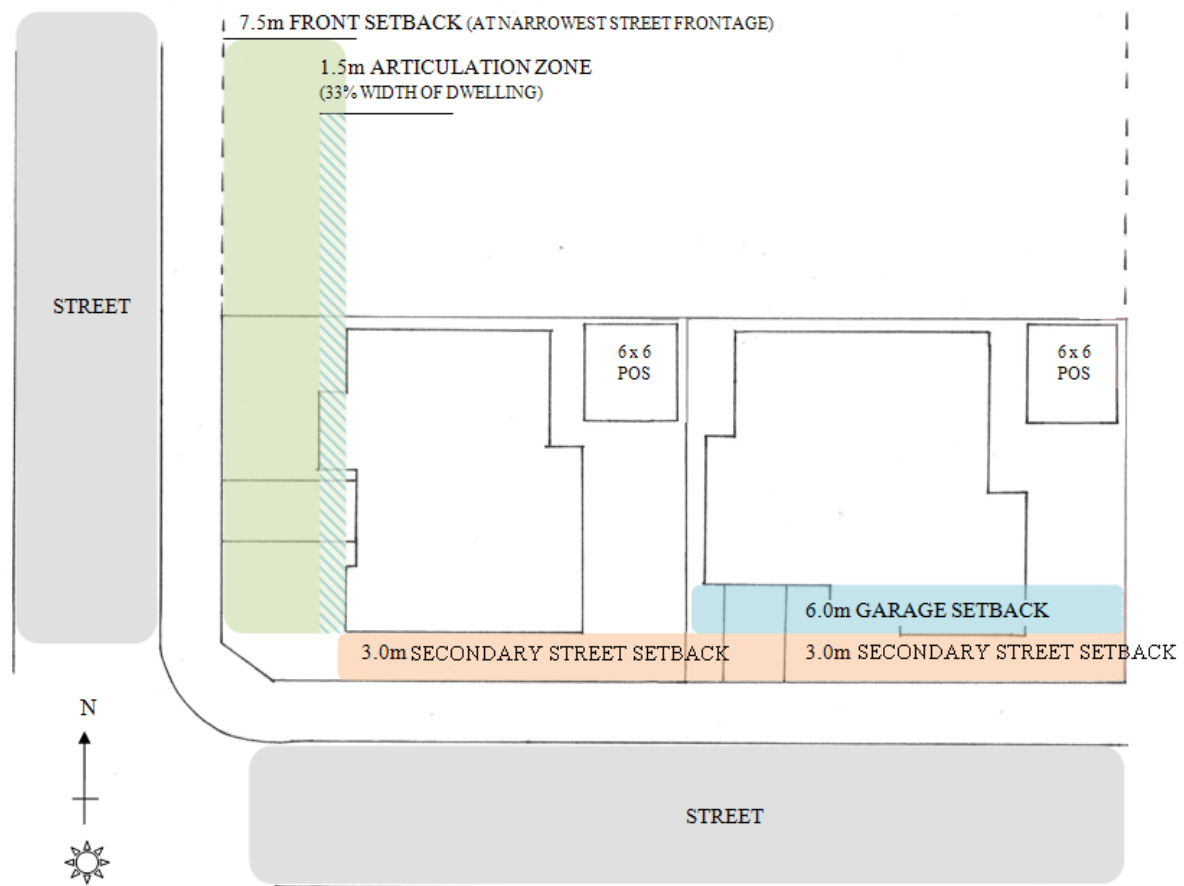 7.5m FRONT SETBACK (AT NARROWEST STREET FRONTAGE)
1.5m ARTICULATION ZONE
(33% WIDTH OF DWELLING)
STREET
6 x 6
POS
6 x 6
POS
6.0m GARAGE SETBACK
3.0m SECONDARY STREET SETBACK
3.0m SECONDARY STREET SETBACK
N
STREET